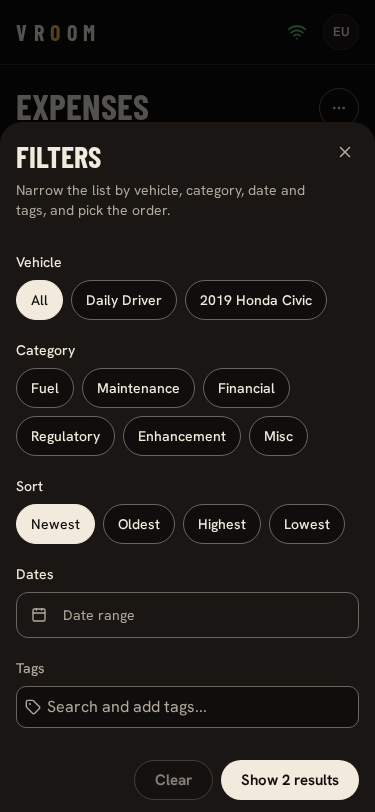 VROOM
EU
EXPENSES
FILTERS
Narrow the list by vehicle, category, date and
tags, and pick the order.
Vehicle
All
Daily Driver
2019 Honda Civic
Category
Fuel
Maintenance
Financial
Regulatory
Enhancement
Misc
Sort
Newest
Oldest
Highest
Lowest
Dates
Date range
Tags
Search and add tags...
Clear
Show 2 results